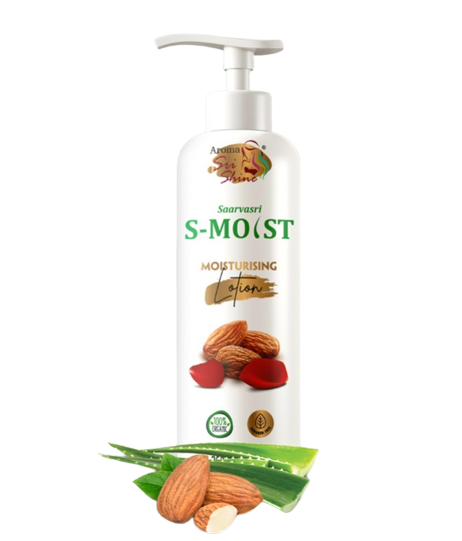 Aroma
Sri
Shine
®
Saarvasri
S-MOIST
MOISTURISING
Lotion
100%
ORGANIC